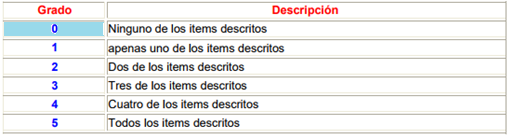 Grado Descripción
0 Ninguno de los items descritos
1 apenas uno de los items descritos
2 Dos de los items descritos
3 Tres de los items descritos
4 Cuatro de los items descritos
5 Todos los items descritos